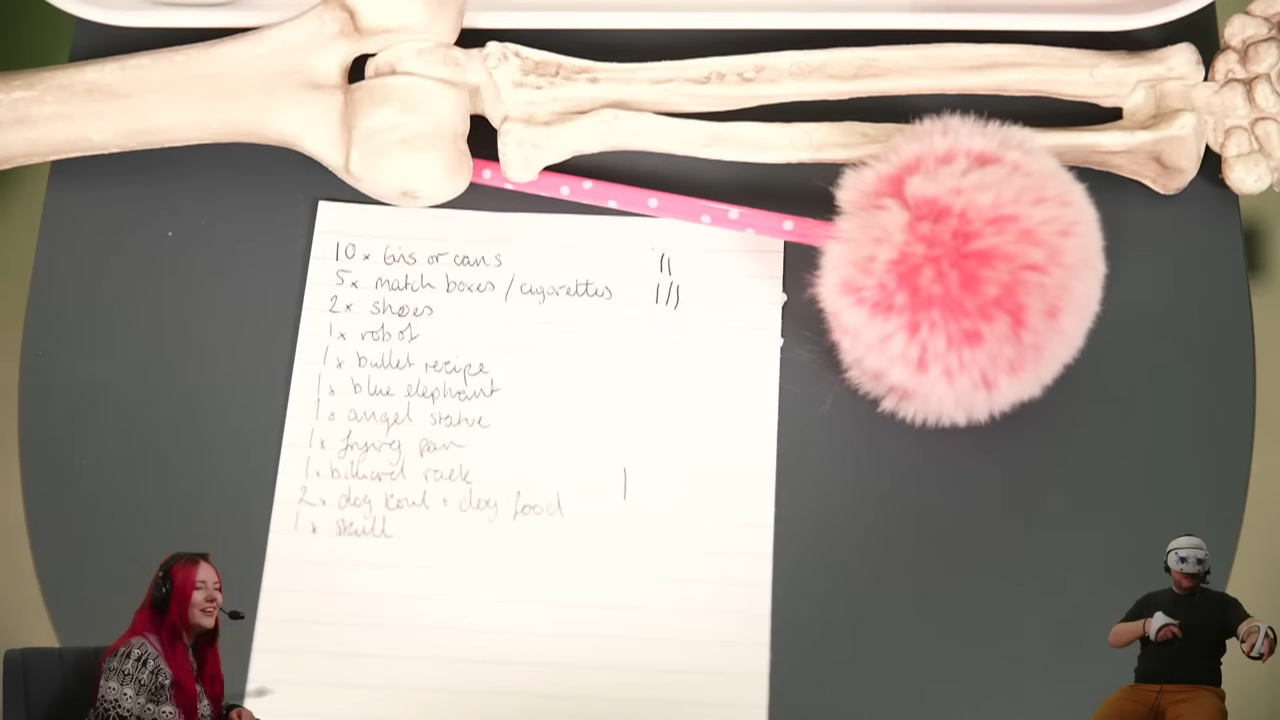 10 x tins or cans ||
5x match boxes / cigarettes |||
2x shoes
1x robot
1x bullet recipe
1x blue elephant
1x angel statue
1x frying pan
1x billiard rack |
2x dog bowl + dog food
1x skull